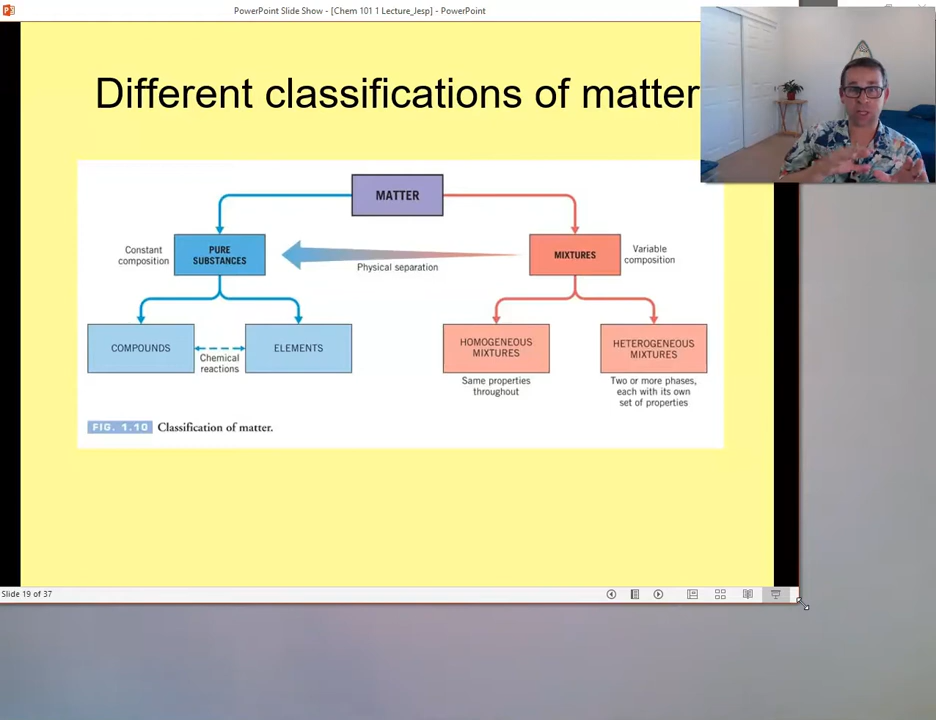 PowerPoint Slide Show - [Chem 101 1 Lecture_Jesp] - PowerPoint
Different classifications of matter
MATTER
Constant
composition
PURE
SUBSTANCES
Physical separation
MIXTURES
Variable
composition
COMPOUNDS
Chemical
reactions
ELEMENTS
HOMOGENEOUS
MIXTURES
Same properties
throughout
HETEROGENEOUS
MIXTURES
Two or more phases,
each with its own
set of properties
FIG. 1.10 Classification of matter.
Slide 19 of 37